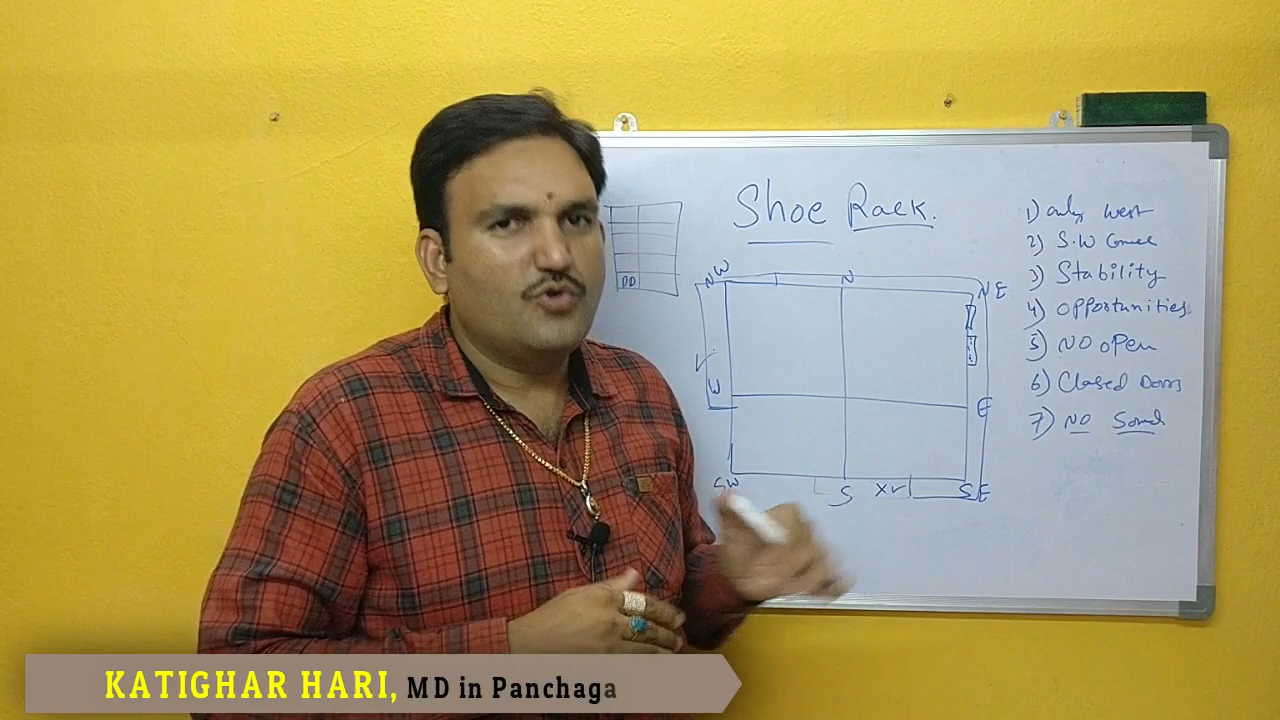 Shoe Rack.
1) only west
2) S.W Corner
3) Stability
4) Opportunities
5) NO open
6) Closed Doors
7) NO Sound
NW N NE
W E
SW S SE
DD
KATIGHAR HARI, MD in Panchaga